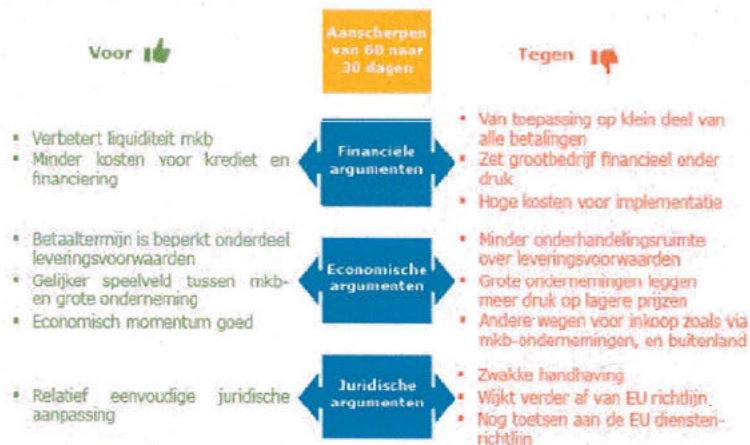 Voor
Aanscherpen
van 60 naar
30 dagen
Tegen
▪ Verbetert liquiditeit mkb
▪ Minder kosten voor krediet en
financiering
Financiële
argumenten
▪ Van toepassing op klein deel van
alle betalingen
▪ Zet grootbedrijf financieel onder
druk
▪ Hoge kosten voor implementatie
▪ Betaaltermijn is beperkt onderdeel
leveringsvoorwaarden
▪ Gelijker speelveld tussen mkb-
en grote onderneming
▪ Economisch momentum goed
Economische
argumenten
▪ Minder onderhandelingsruimte
over leveringsvoorwaarden
▪ Grote ondernemingen leggen
meer druk op lagere prijzen
▪ Andere wegen voor inkoop zoals via
mkb-ondernemingen, en buitenland
▪ Relatief eenvoudige juridische
aanpassing
Juridische
argumenten
▪ Zwakke handhaving
▪ Wijkt verder af van EU richtlijn
▪ Nog toetsen aan de EU diensten-
richtlijn